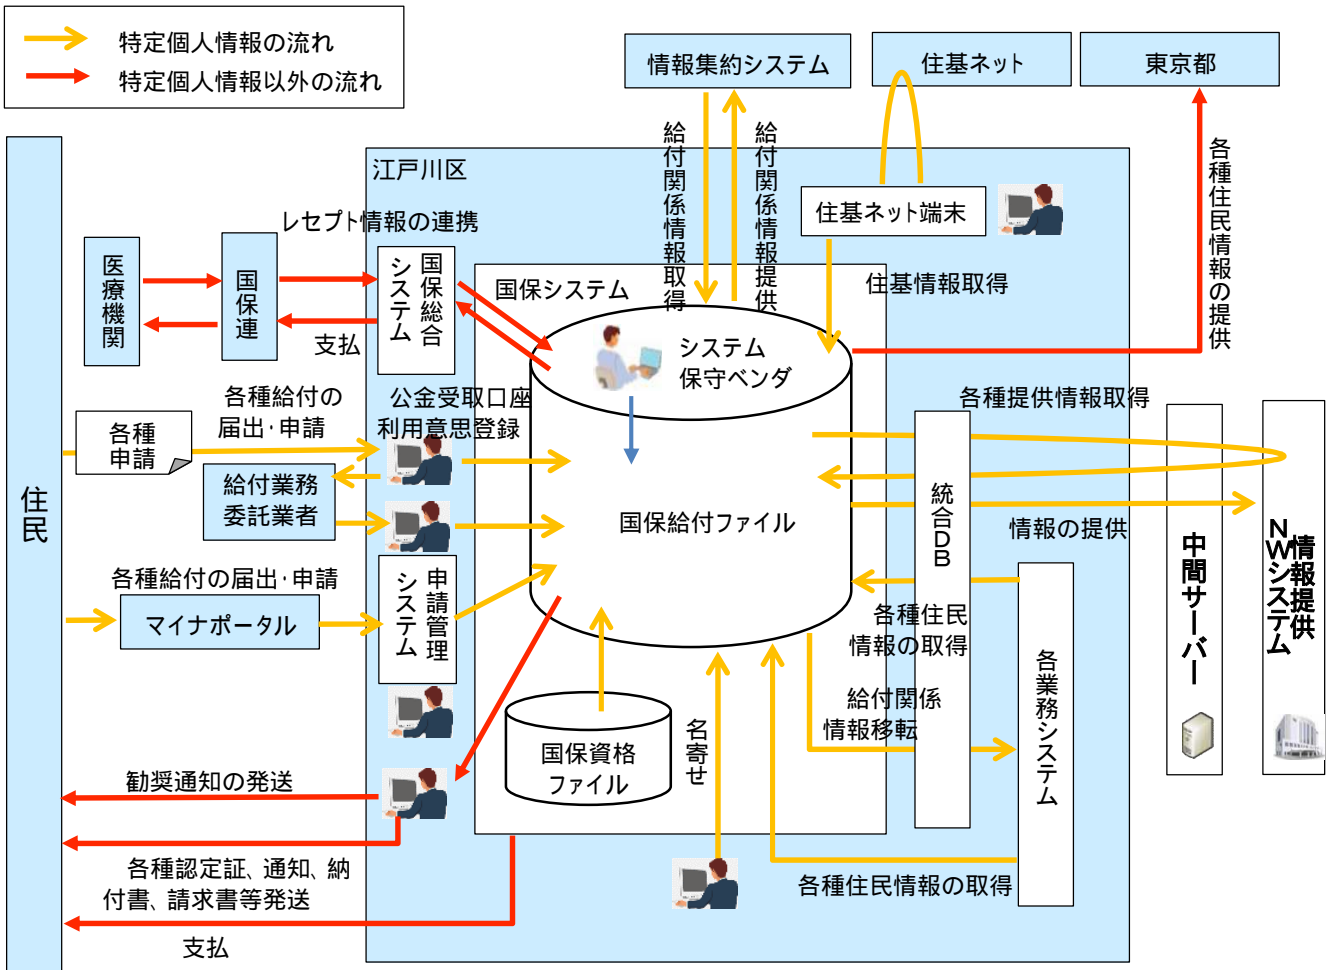 特定個人情報の流れ
特定個人情報以外の流れ
情報集約システム
住基ネット
東京都
江戸川区
給付関係情報取得
給付関係情報提供
各種住民情報の提供
住基ネット端末
住基情報取得
レセプト情報の連携
医療機関
国保連
国保総合
システム
支払
国保システム
システム
保守ベンダ
各種給付の
届出・申請
公金受取口座
利用意思登録
各種
申請
給付業務
委託業者
住民
各種給付の届出・申請
マイナポータル
申請管理
システム
国保給付ファイル
国保資格
ファイル
名寄せ
各種提供情報取得
統合DB
情報の提供
各種住民
情報の取得
給付関係
情報移転
各業務システム
中間サーバー
情報提供
NWシステム
勧奨通知の発送
各種認定証、通知、納
付書、請求書等発送
支払
各種住民情報の取得